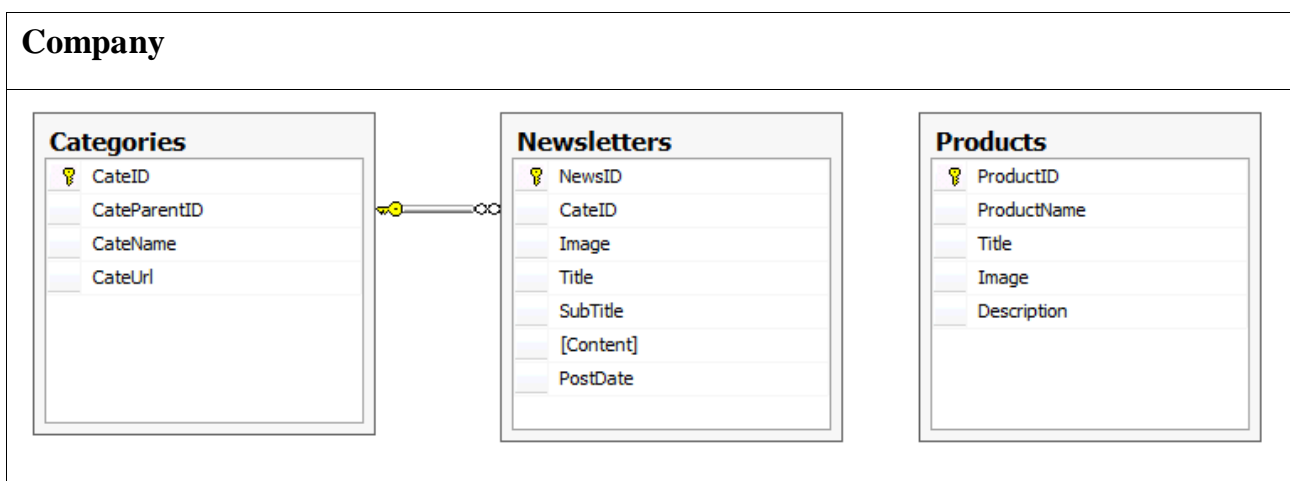 Company
Categories
CateID
CateParentID
CateName
CateUrl
Newsletters
NewsID
CateID
Image
Title
SubTitle
[Content]
PostDate
Products
ProductID
ProductName
Title
Image
Description